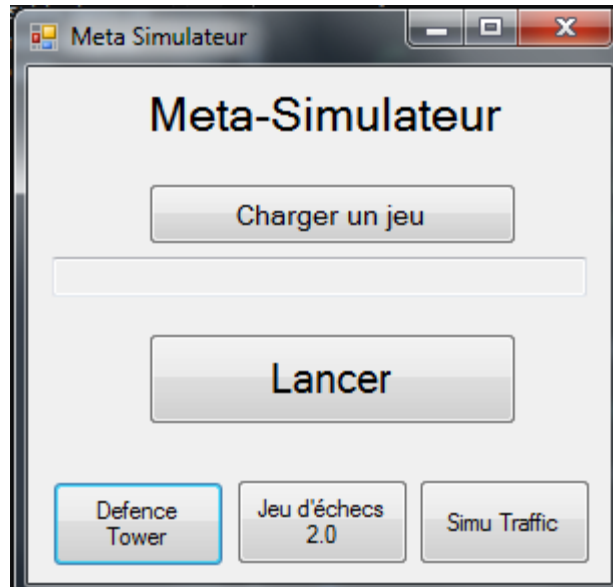 Meta Simulateur
Meta-Simulateur
Charger un jeu
Lancer
Defence
Tower
Jeu d'échecs
2.0
Simu Traffic